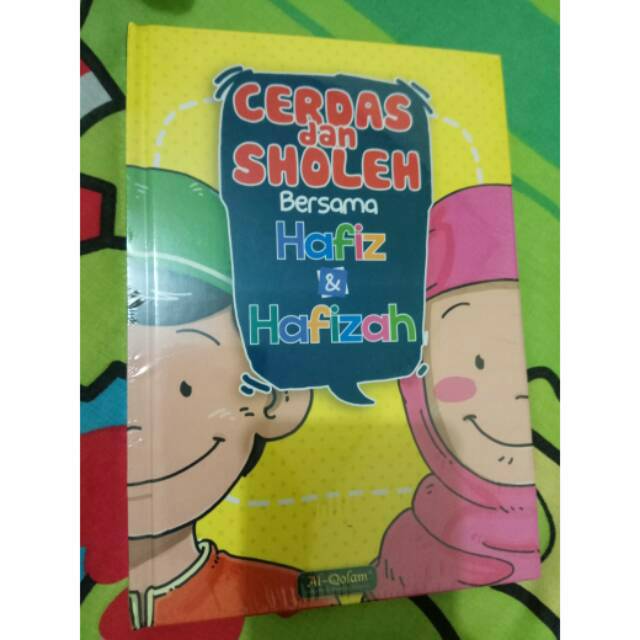 CERDAS
dan
SHOLEH
Bersama
Hafiz
&
Hafizah
Al-Qolam